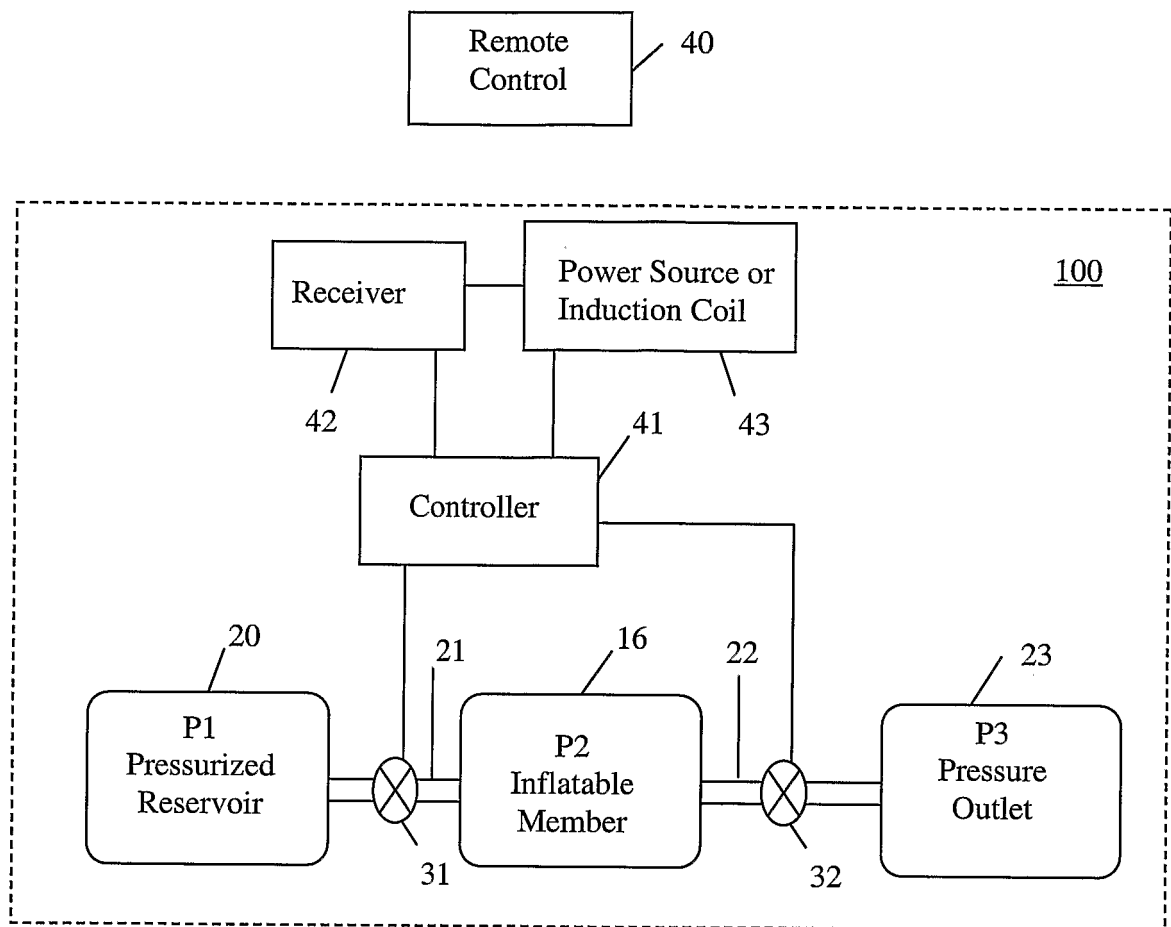 Remote
Control
40
100
Receiver
Power Source or
Induction Coil
42
41
43
Controller
20
21
16
22
23
P1
Pressurized
Reservoir
P2
Inflatable
Member
P3
Pressure
Outlet
31
32